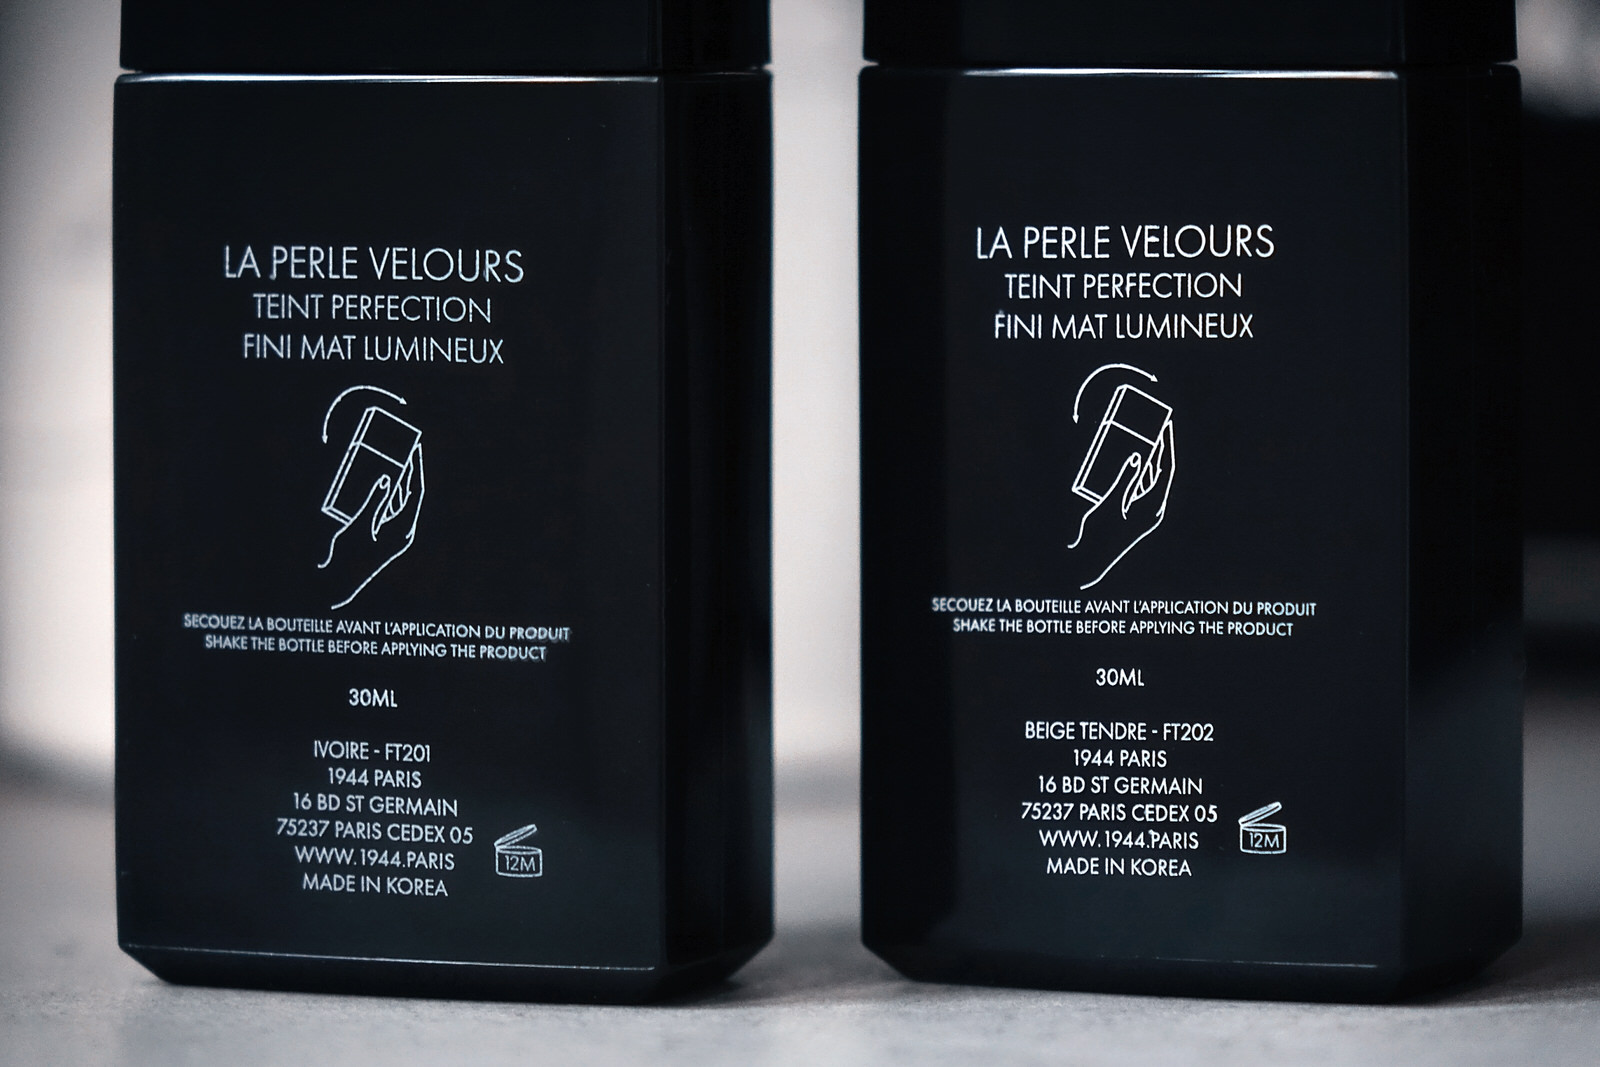 LA PERLE VELOURS
TEINT PERFECTION
FINI MAT LUMINEUX
SECOUEZ LA BOUTEILLE AVANT L'APPLICATION DU PRODUIT
SHAKE THE BOTTLE BEFORE APPLYING THE PRODUCT
30ML
IVOIRE - FT201
1944 PARIS
16 BD ST GERMAIN
75237 PARIS CEDEX 05
WWW.1944.PARIS
MADE IN KOREA
12M
LA PERLE VELOURS
TEINT PERFECTION
FINI MAT LUMINEUX
SECOUEZ LA BOUTEILLE AVANT L'APPLICATION DU PRODUIT
SHAKE THE BOTTLE BEFORE APPLYING THE PRODUCT
30ML
BEIGE TENDRE - FT202
1944 PARIS
16 BD ST GERMAIN
75237 PARIS CEDEX 05
WWW.1944.PARIS
MADE IN KOREA
12M